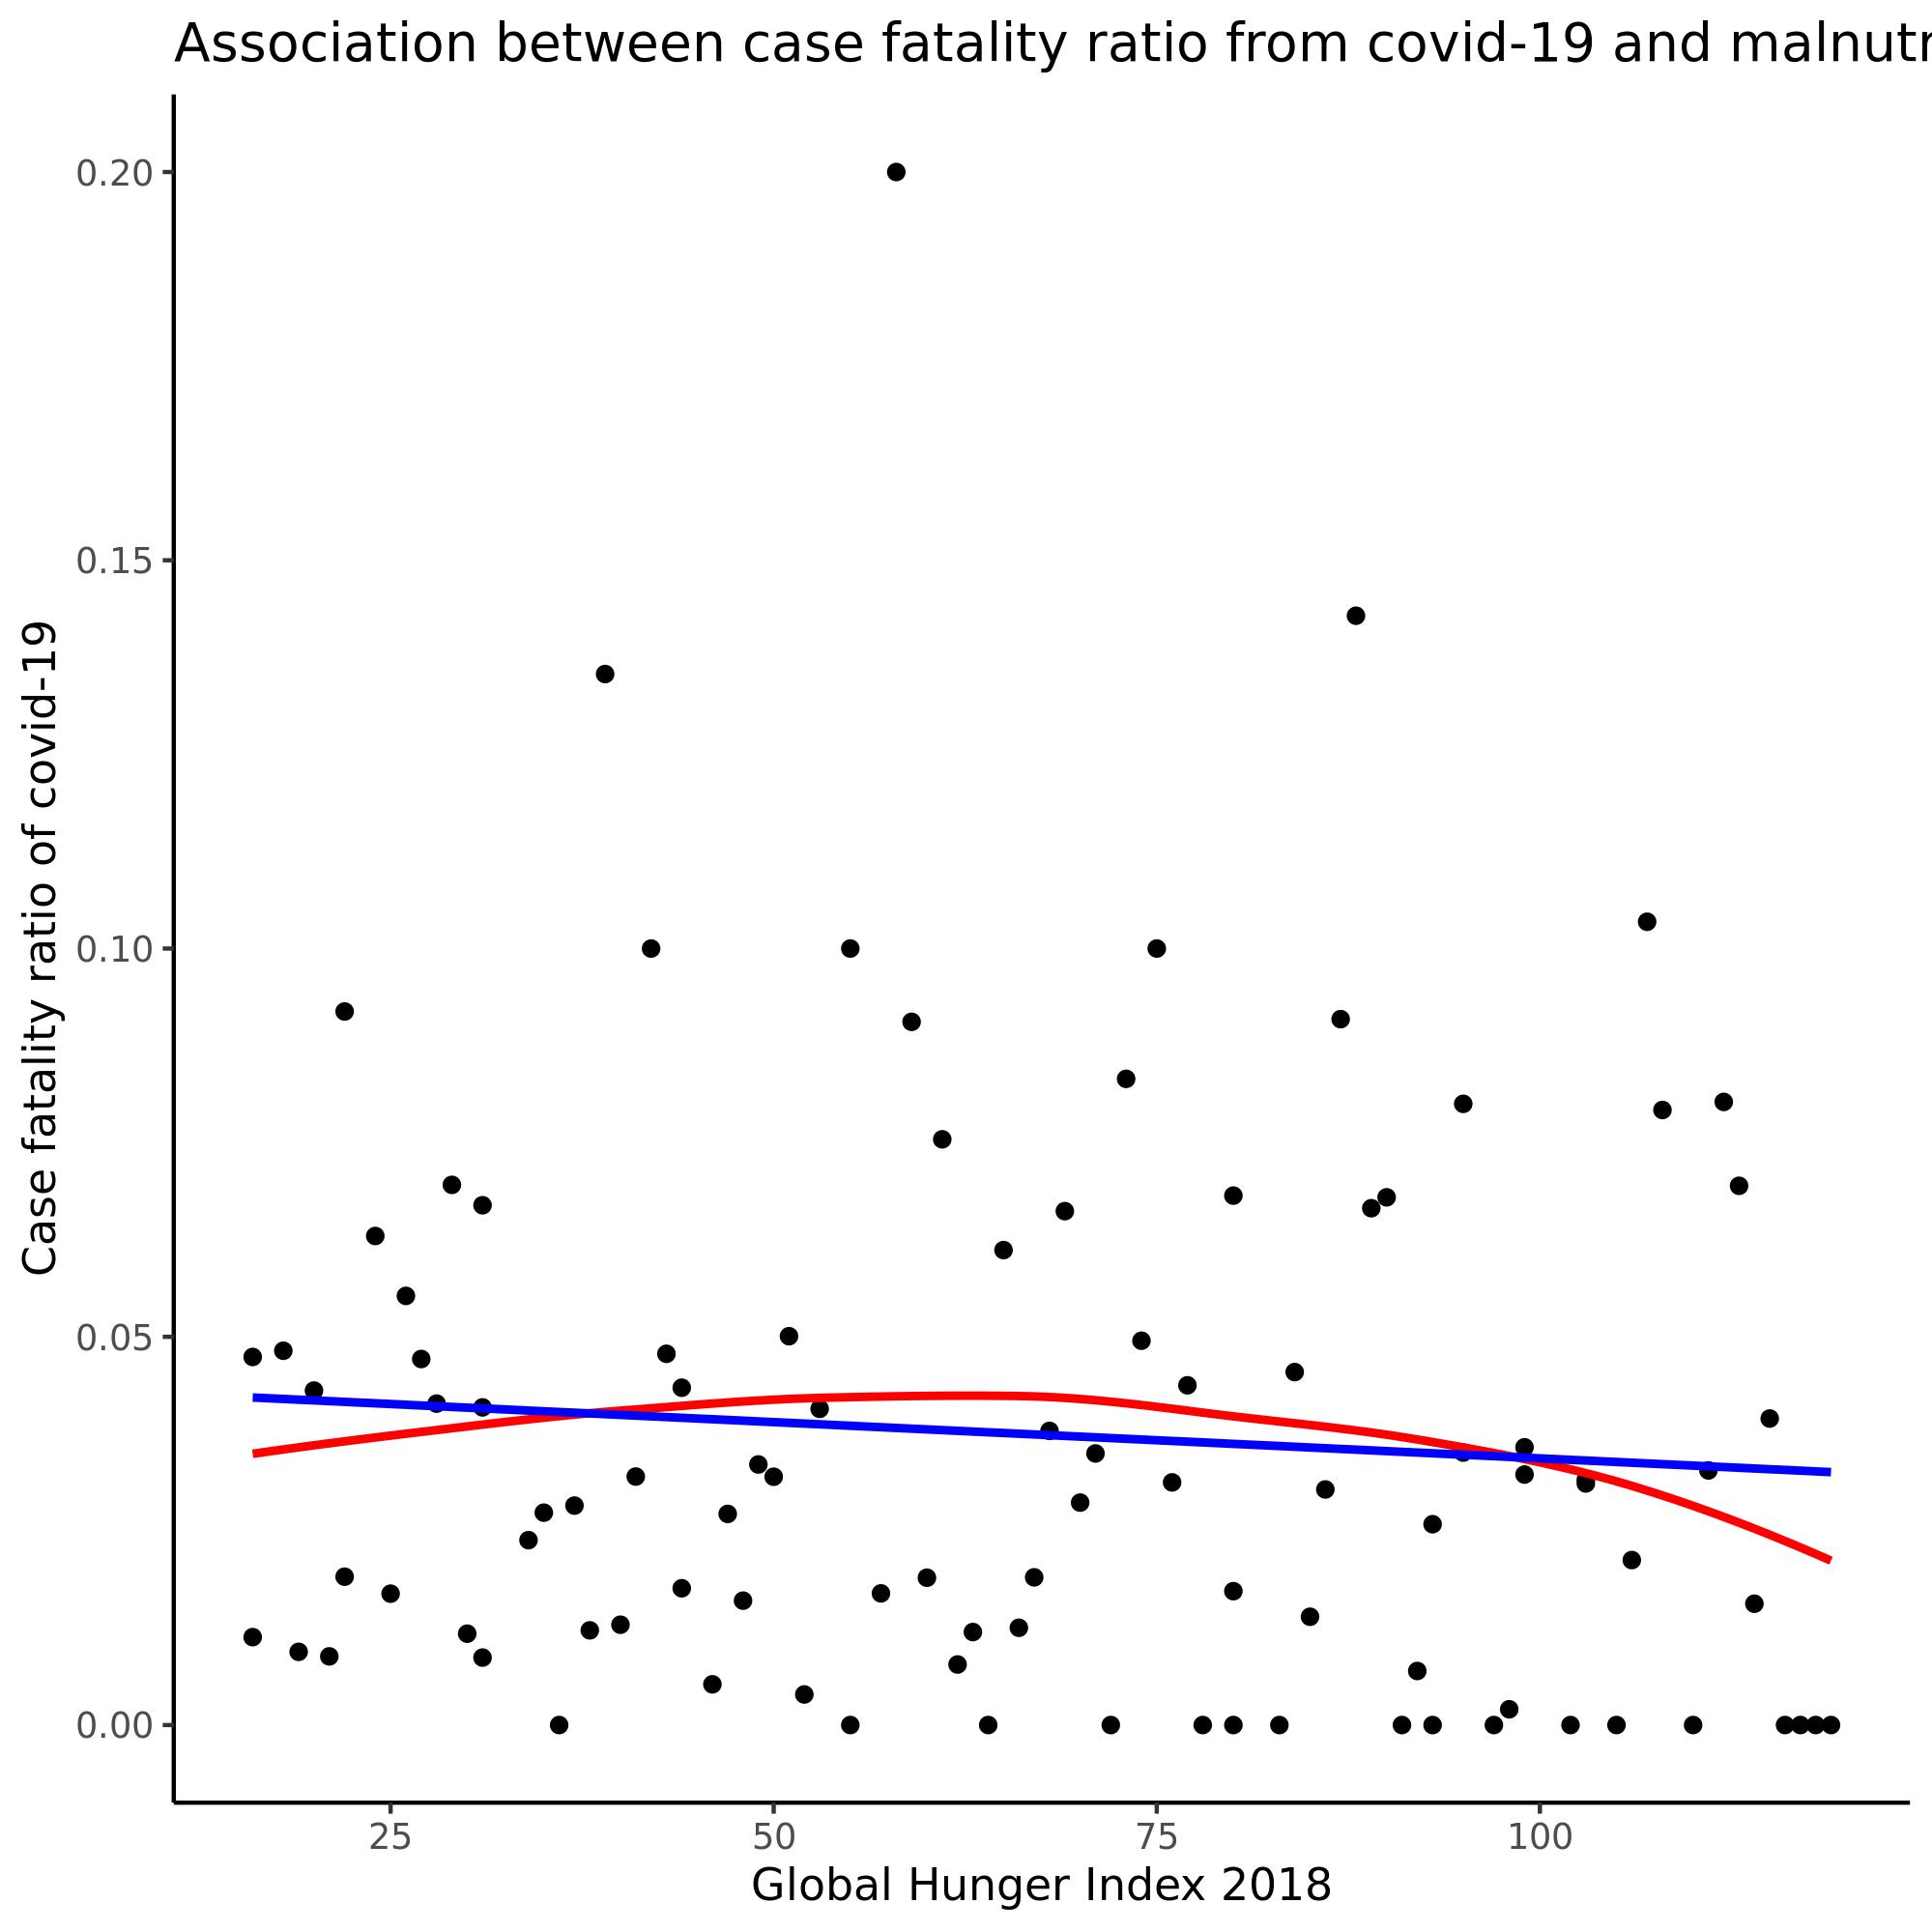 Association between case fatality ratio from covid-19 and malnutr
0.20
0.15
0.10
0.05
0.00
Case fatality ratio of covid-19
25 50 75 100
Global Hunger Index 2018